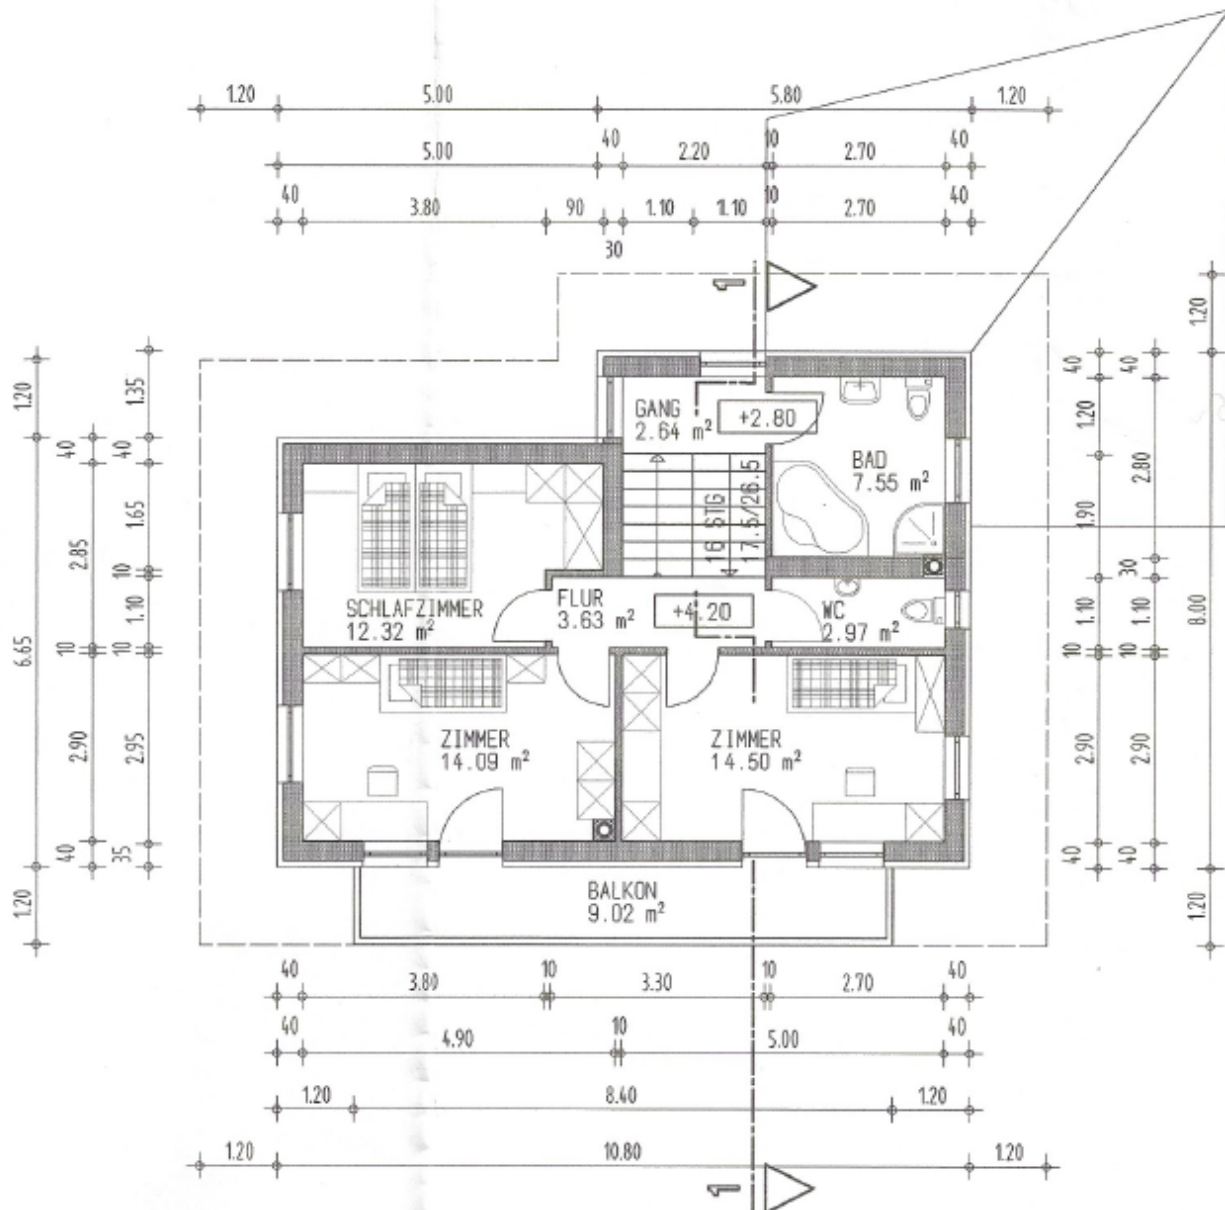 1.20 5.00 5.80 1.20
40 10 40
5.00 2.20 2.70
40 10 40
3.80 90 1.10 1.10 2.70
30
1
1.20
1.20 1.35 40 40
GANG
2.64 m²
+2.80
1.20
40 40
BAD
7.55 m²
2.80
1.65
16 STG
17.5/26.5
1.90
2.85
10
30
SCHLAFZIMMER
12.32 m²
FLUR
3.63 m²
+4.20
WC
2.97 m²
1.10 1.10 1.10
8.00
6.65
10 10 10 10
ZIMMER
14.09 m²
ZIMMER
14.50 m²
2.90 2.95 2.90 2.90
40 35 40 40
BALKON
9.02 m²
1.20 1.20
40 10 10 40
3.80 3.30 2.70
40 10 40
4.90 5.00
1.20 8.40 1.20
1.20 10.80 1.20
1